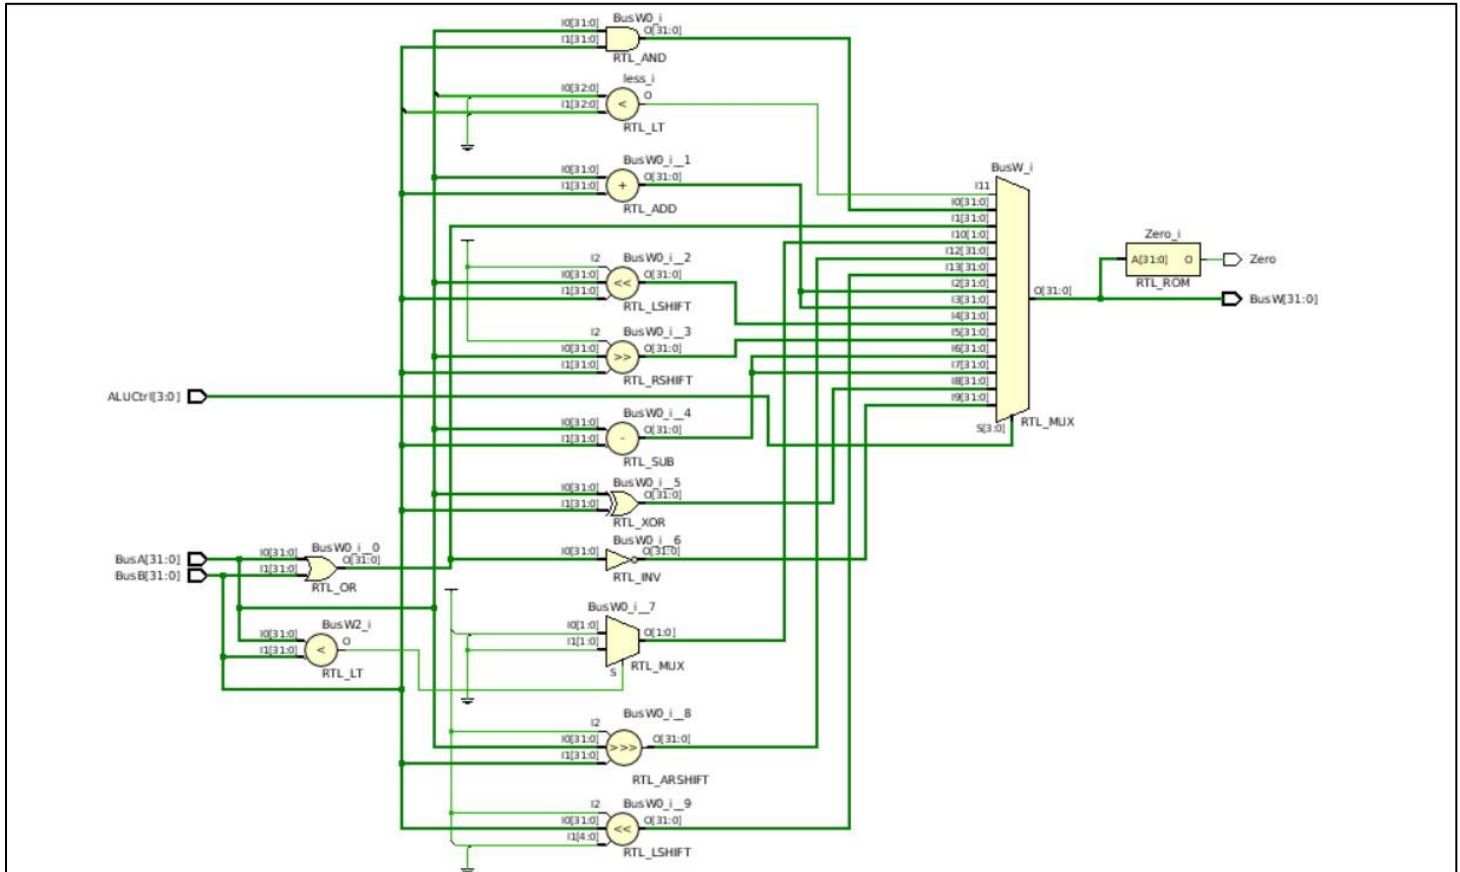 BusW0_i
I0[31:0]
O[31:0]
I1[31:0]
RTL_AND
less_i
I0[32:0]
O
I1[32:0]
<
RTL_LT
BusW0_i__1
I0[31:0]
O[31:0]
I1[31:0]
+
RTL_ADD
BusW_i
I11
I0[31:0]
I1[31:0]
I10[1:0]
I12[31:0]
I13[31:0]
I2[31:0]
I3[31:0]
I4[31:0]
I5[31:0]
I6[31:0]
I7[31:0]
I8[31:0]
I9[31:0]
S[3:0]
O[31:0]
RTL_MUX
Zero_i
A[31:0] O
RTL_ROM
Zero
BusW[31:0]
BusW0_i__2
I2
I0[31:0]
O[31:0]
I1[31:0]
<<
RTL_LSHIFT
BusW0_i__3
I2
I0[31:0]
O[31:0]
I1[31:0]
>>
RTL_RSHIFT
ALUCtrl[3:0]
BusW0_i__4
I0[31:0]
O[31:0]
I1[31:0]
-
RTL_SUB
BusW0_i__5
I0[31:0]
O[31:0]
I1[31:0]
RTL_XOR
BusA[31:0]
BusB[31:0]
BusW0_i__0
I0[31:0]
O[31:0]
I1[31:0]
RTL_OR
BusW0_i__6
I0[31:0]
O[31:0]
RTL_INV
BusW2_i
I0[31:0]
O
I1[31:0]
<
RTL_LT
BusW0_i__7
I0[1:0]
O[1:0]
I1[1:0]
S
RTL_MUX
BusW0_i__8
I2
I0[31:0]
O[31:0]
I1[31:0]
>>>
RTL_ARSHIFT
BusW0_i__9
I2
I0[31:0]
O[31:0]
I1[4:0]
<<
RTL_LSHIFT